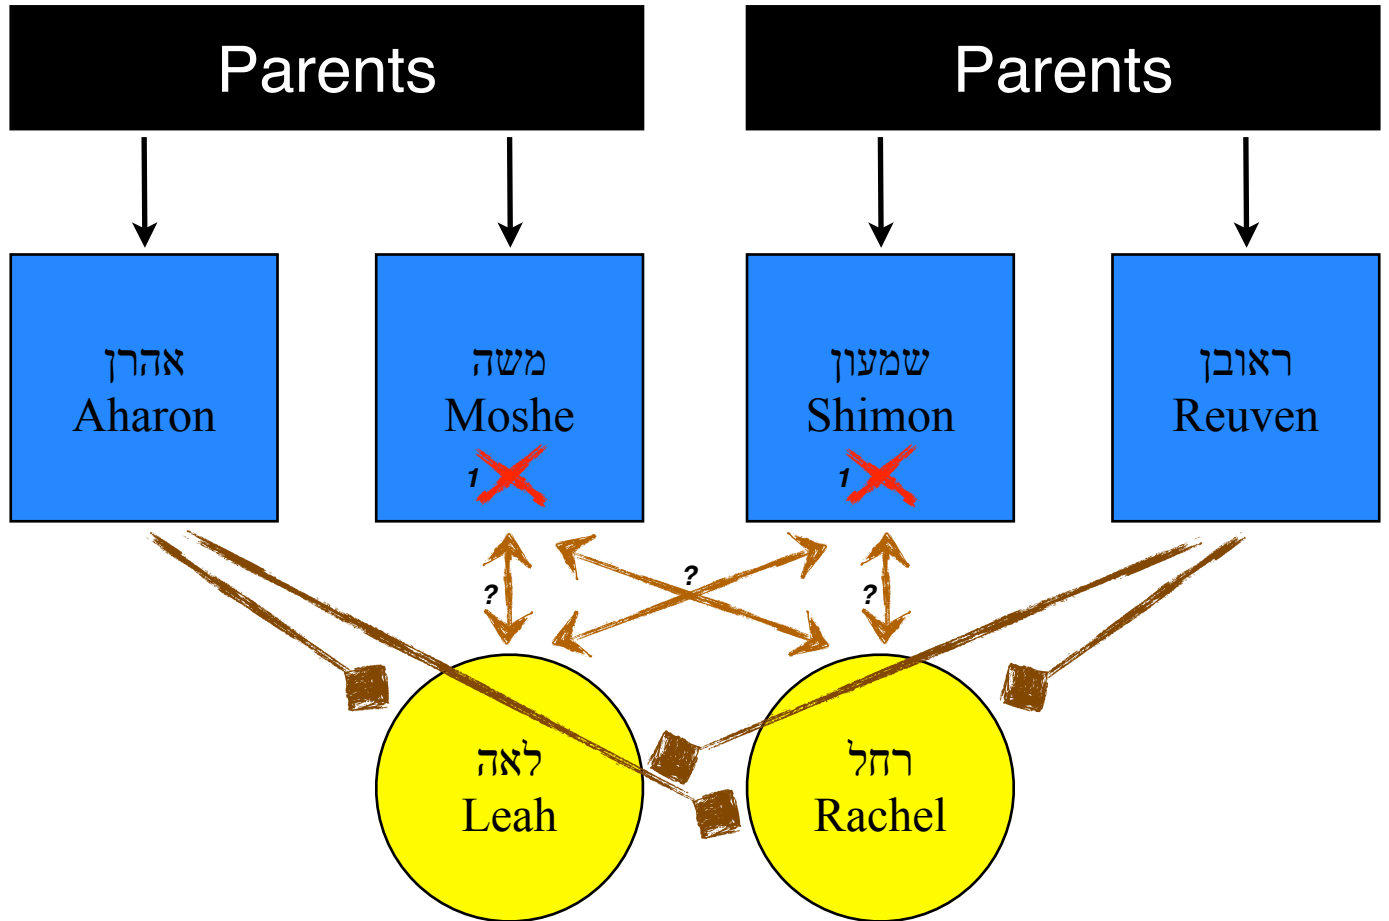 Parents
Parents
אהרן
Aharon
משה
Moshe
1
שמעון
Shimon
1
ראובן
Reuven
?
?
?
לאה
Leah
רחל
Rachel